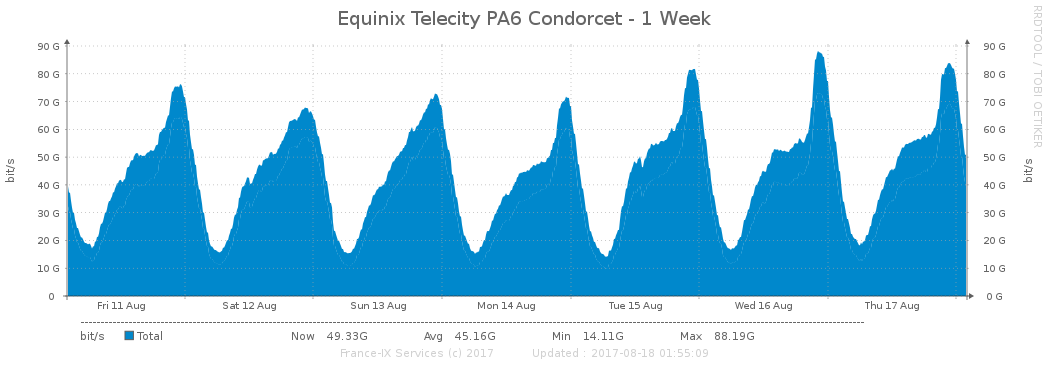 Equinix Telecity PA6 Condorcet - 1 Week
RRDTOOL / TOBI OETIKER
90 G 90 G
80 G 80 G
70 G 70 G
60 G 60 G
50 G 50 G
40 G 40 G
30 G 30 G
20 G 20 G
10 G 10 G
0 0 G
bit/s bit/s
Fri 11 Aug Sat 12 Aug Sun 13 Aug Mon 14 Aug Tue 15 Aug Wed 16 Aug Thu 17 Aug
bit/s Total Now 49.33G Avg 45.16G Min 14.11G Max 88.19G
France-IX Services (c) 2017 Updated : 2017-08-18 01:55:09